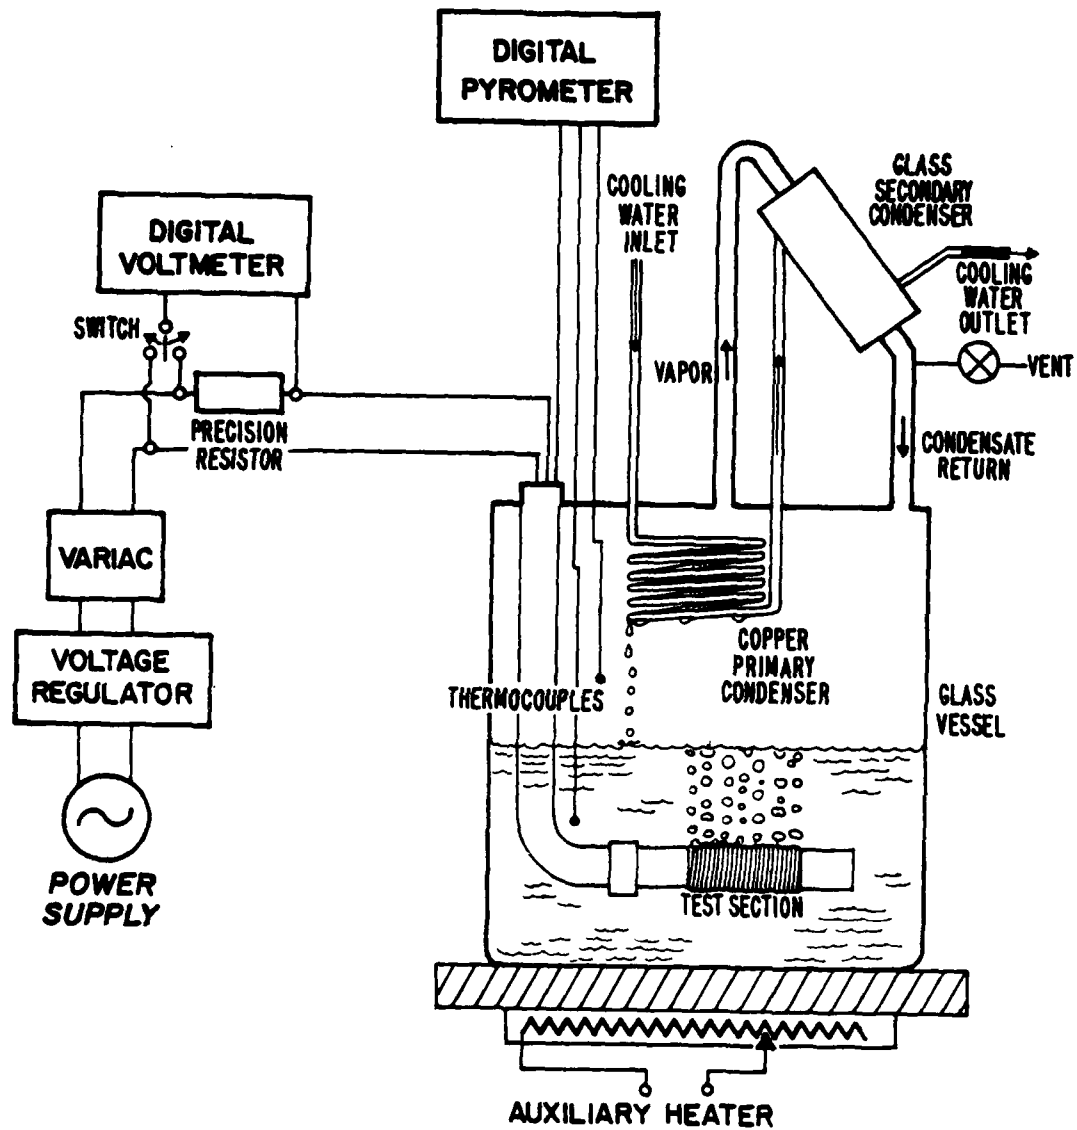 DIGITAL
PYROMETER
DIGITAL
VOLTMETER
SWITCH
PRECISION
RESISTOR
VARIAC
VOLTAGE
REGULATOR
POWER
SUPPLY
COOLING
WATER
INLET
GLASS
SECONDARY
CONDENSER
COOLING
WATER
OUTLET
VAPOR
VENT
CONDENSATE
RETURN
COPPER
PRIMARY
CONDENSER
THERMOCOUPLES
GLASS
VESSEL
TEST SECTION
AUXILIARY HEATER